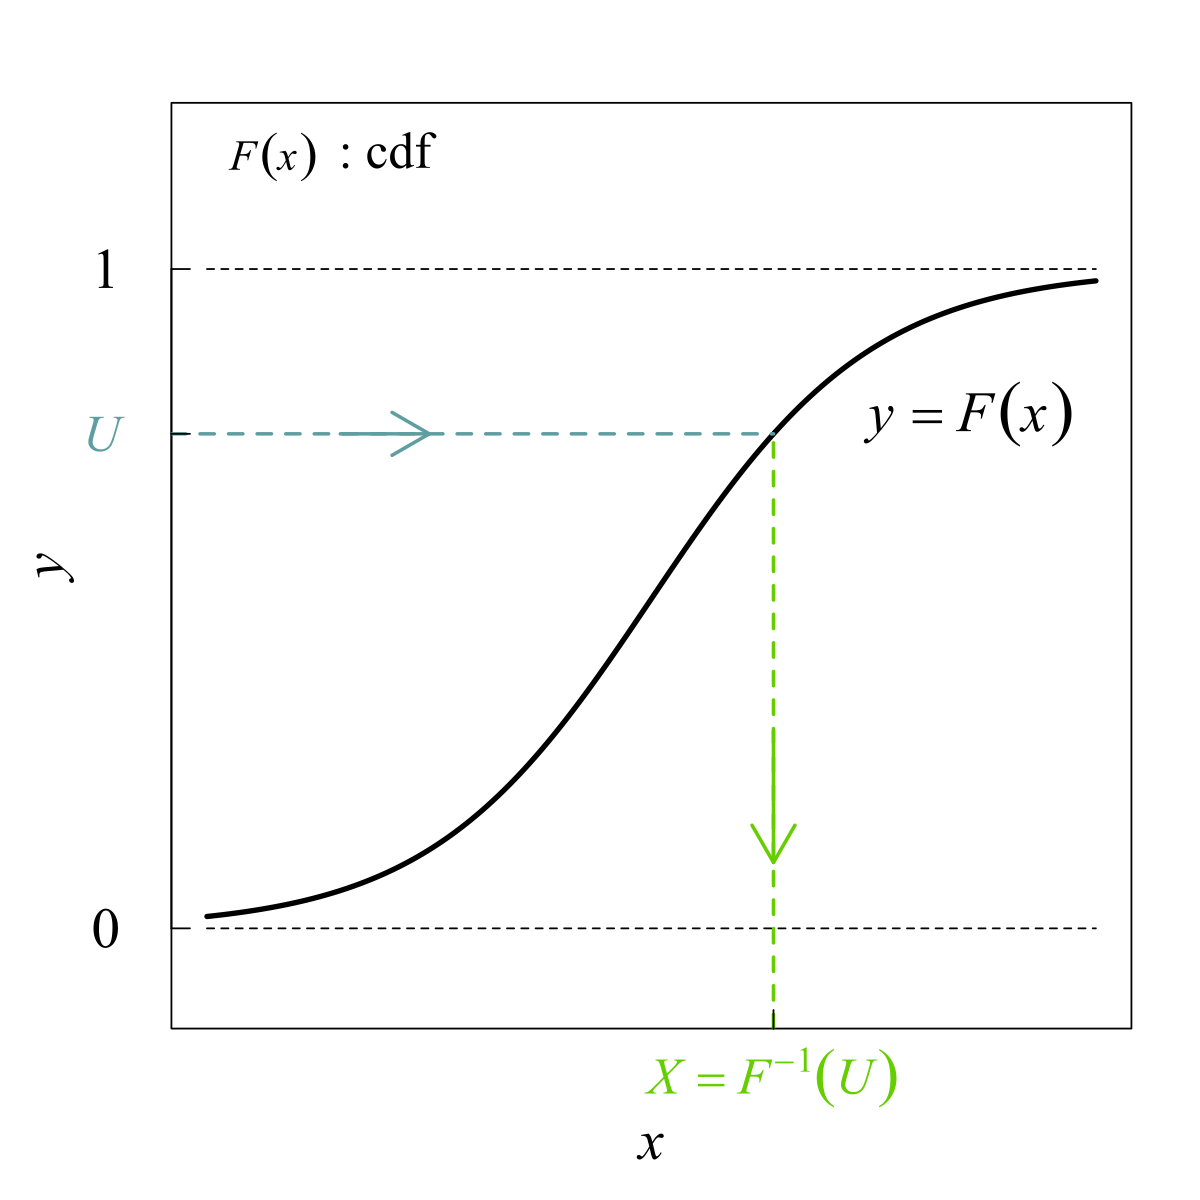 F(x) : cdf
1
U
y = F(x)
y
0
X = F⁻¹(U)
x